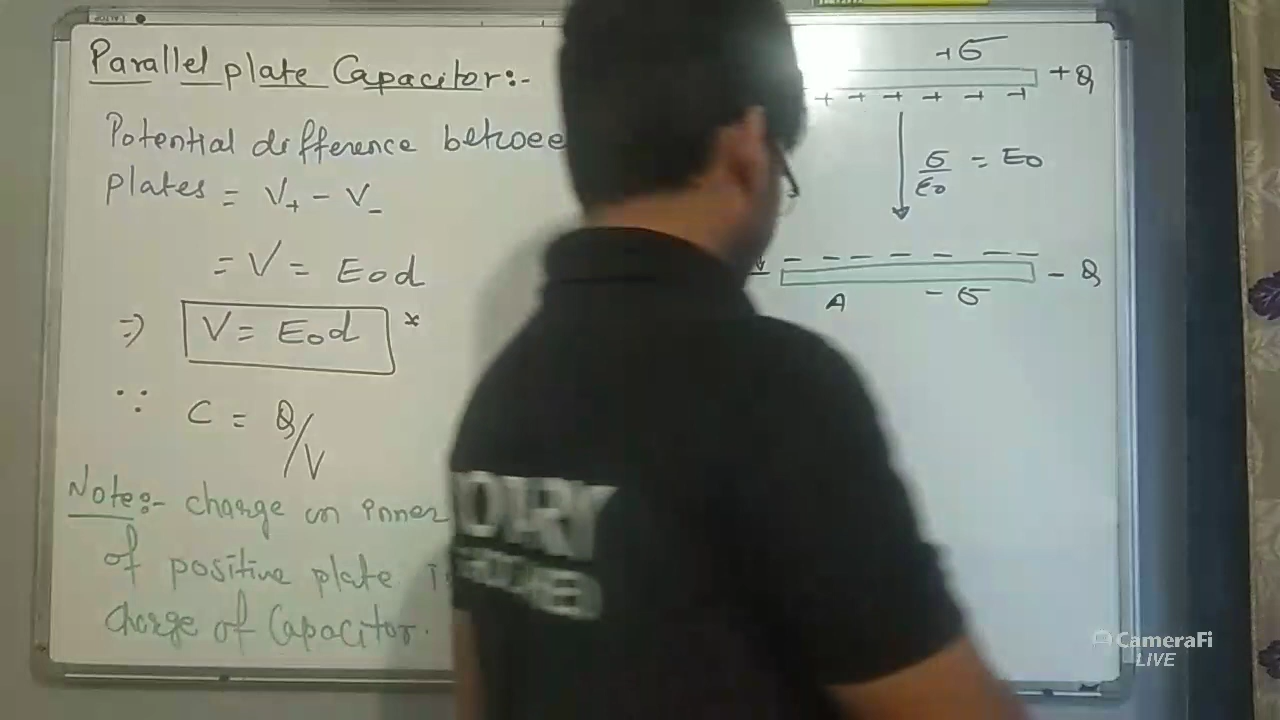 Parallel plate Capacitor:-
Potential difference betwee
plates = V+ - V-
= V = E0d
⇒ V = E0d *
∵ C = Q/V
Note:- charge on inner
of positive plate
charge of Capacitor.
+σ
+Q
+ + + + + +
σ/ε0 = E0
- - - - - - -
- Q
A - σ
CameraFi
LIVE